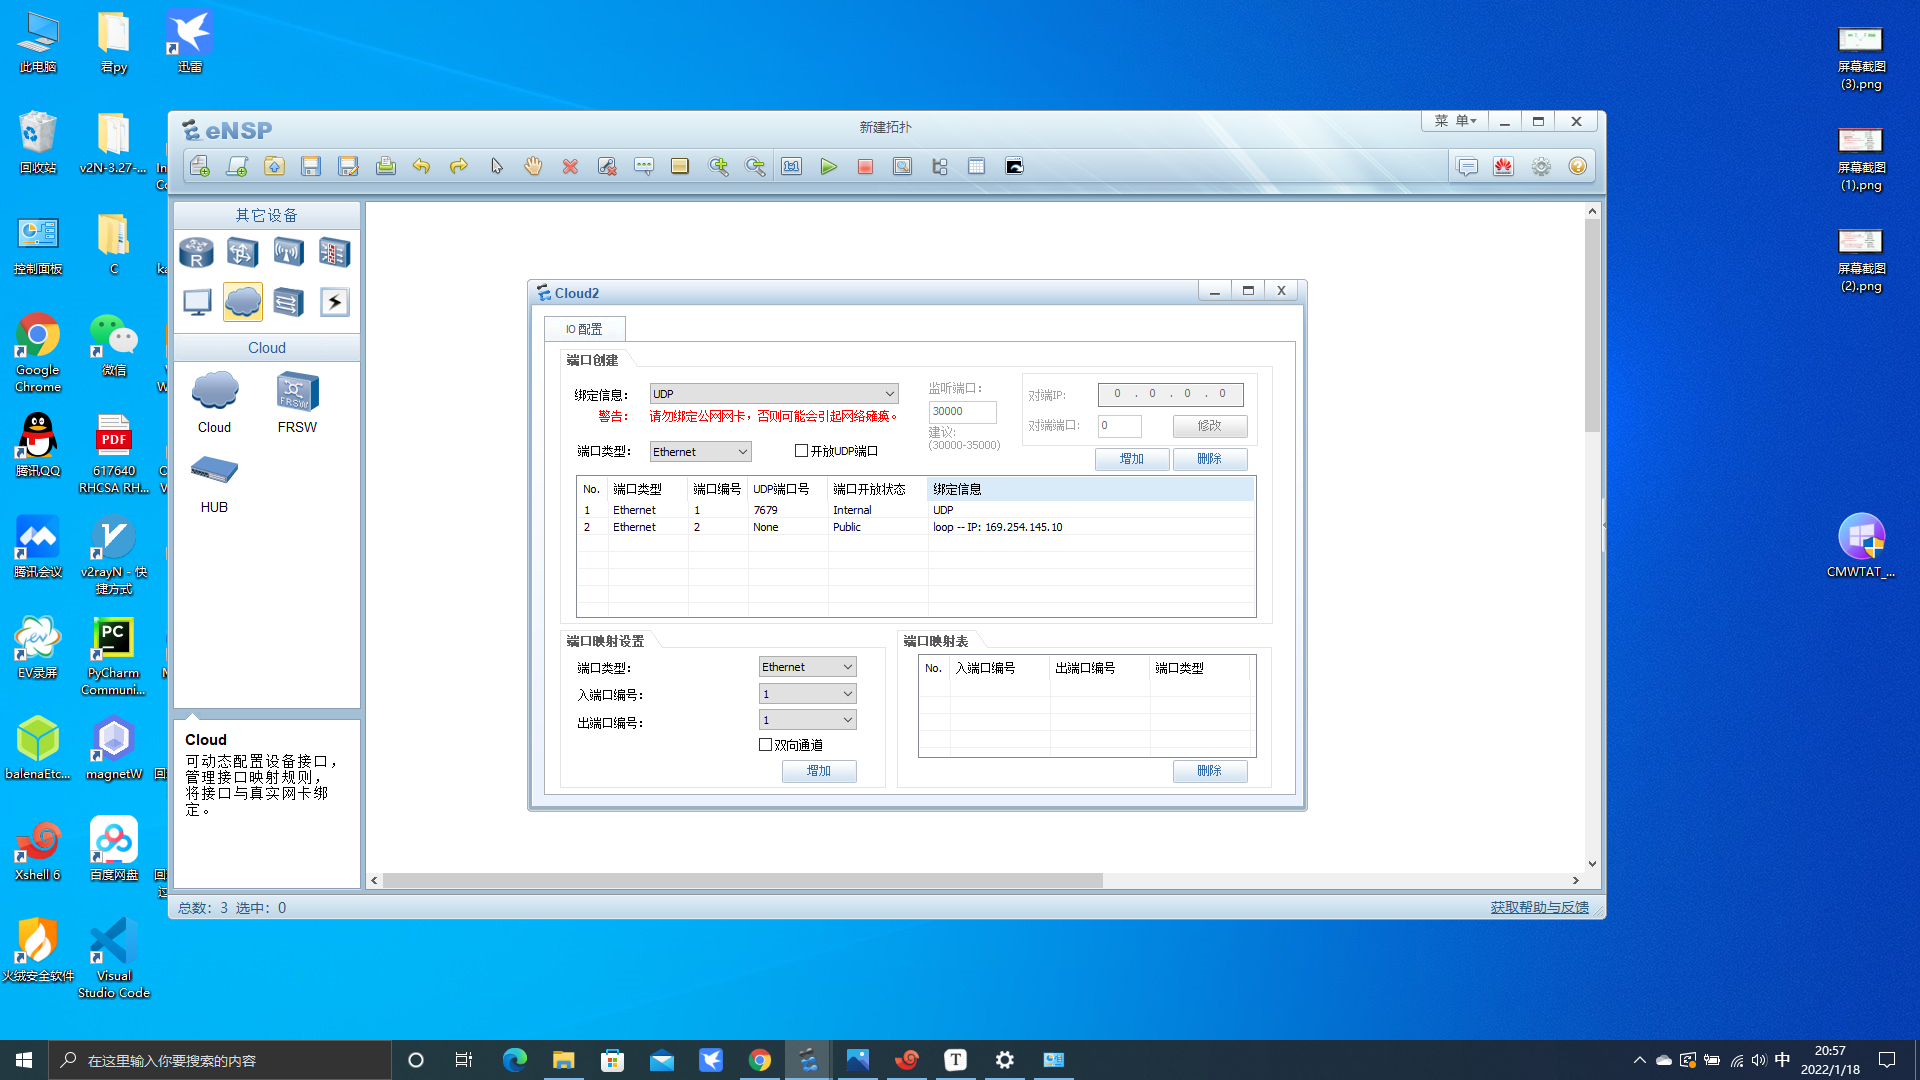 此电脑
君py
迅雷
屏幕截图
(3).png
回收站
v2N-3.27-...
屏幕截图
(1).png
控制面板
C
屏幕截图
(2).png
Google
Chrome
微信
腾讯QQ
PDF
617640
RHCSA RH...
腾讯会议
v2rayN - 快
捷方式
CMWTAT_...
EV录屏
PC
PyCharm
Communi...
balenaEtc...
magnetW
Xshell 6
百度网盘
火绒安全软件
Visual
Studio Code
eNSP
新建拓扑
菜 单
其它设备
R
Cloud
Cloud
FRSW
FRSW
HUB
Cloud
可动态配置设备接口，
管理接口映射规则，
将接口与真实网卡绑
定。
Cloud2
IO 配置
端口创建
绑定信息: UDP
警告: 请勿绑定公网网卡，否则可能会引起网络瘫痪。
端口类型: Ethernet
开放UDP端口
监听端口:
30000
建议:
(30000-35000)
对端IP: 0 . 0 . 0 . 0
对端端口: 0 修改
增加 删除
No. 端口类型 端口编号 UDP端口号 端口开放状态 绑定信息
1 Ethernet 1 7679 Internal UDP
2 Ethernet 2 None Public loop -- IP: 169.254.145.10
端口映射设置
端口类型: Ethernet
入端口编号: 1
出端口编号: 1
双向通道
增加
端口映射表
No. 入端口编号 出端口编号 端口类型
删除
总数: 3 选中: 0
获取帮助与反馈
在这里输入你要搜索的内容
T
中
20:57
2022/1/18